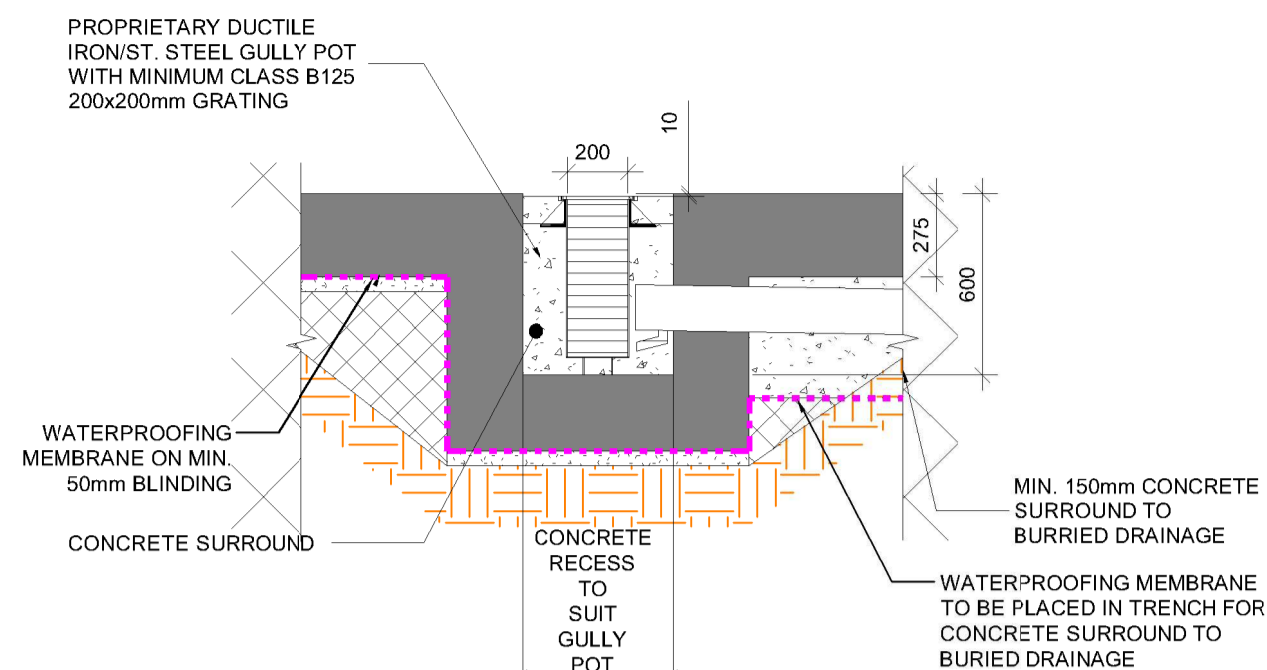 PROPRIETARY DUCTILE
IRON/ST. STEEL GULLY POT
WITH MINIMUM CLASS B125
200x200mm GRATING
10
200
275
600
WATERPROOFING
MEMBRANE ON MIN.
50mm BLINDING
CONCRETE SURROUND
CONCRETE
RECESS
TO
SUIT
GULLY
POT
MIN. 150mm CONCRETE
SURROUND TO
BURRIED DRAINAGE
WATERPROOFING MEMBRANE
TO BE PLACED IN TRENCH FOR
CONCRETE SURROUND TO
BURIED DRAINAGE